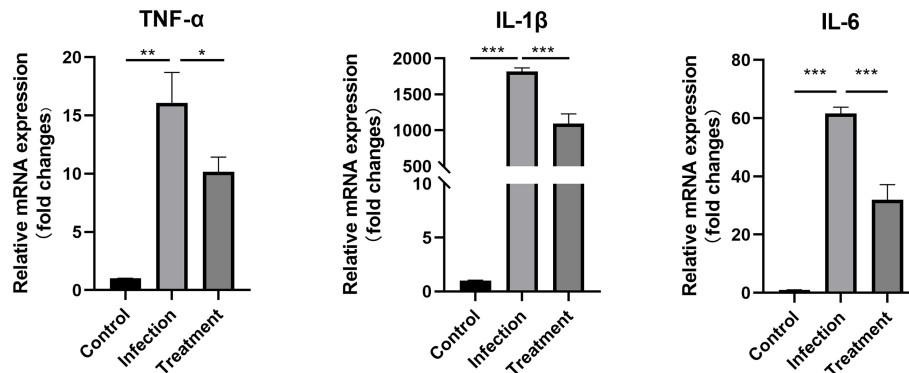 TNF-α
Relative mRNA expression
(fold changes)
20
15
10
5
0
** *
Control
Infection
Treatment
IL-1β
Relative mRNA expression
(fold changes)
2000
1500
1000
500
10
5
0
*** ***
Control
Infection
Treatment
IL-6
Relative mRNA expression
(fold changes)
80
60
40
20
0
*** ***
Control
Infection
Treatment